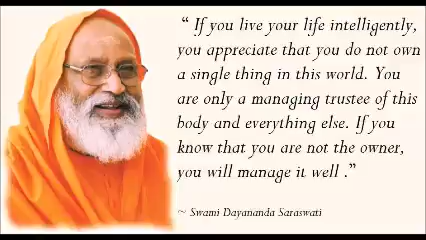 “ If you live your life intelligently,
you appreciate that you do not own
a single thing in this world. You
are only a managing trustee of this
body and everything else. If you
know that you are not the owner,
you will manage it well .”
~ Swami Dayananda Saraswati